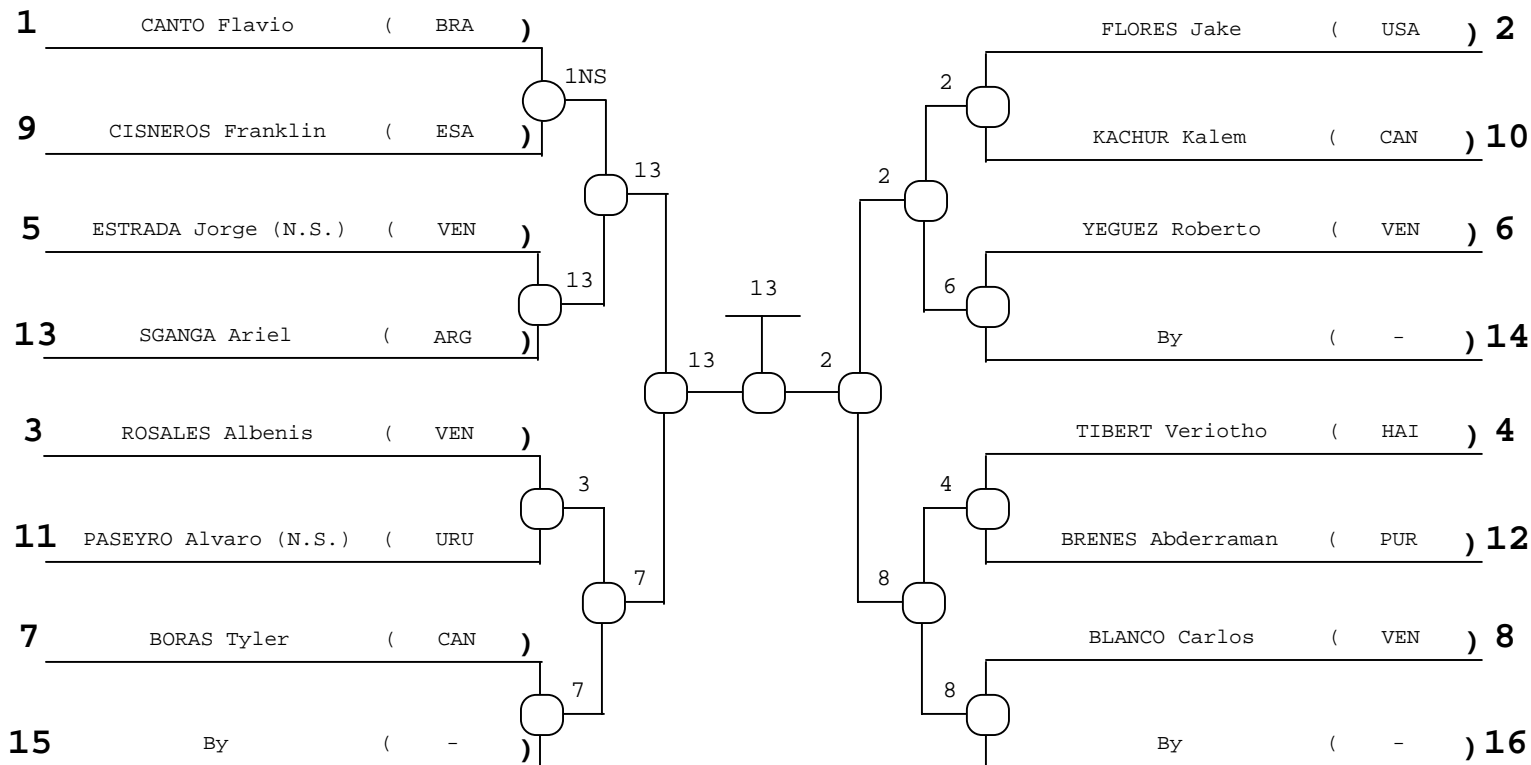 1 CANTO Flavio ( BRA )
9 CISNEROS Franklin ( ESA )
5 ESTRADA Jorge (N.S.) ( VEN )
13 SGANGA Ariel ( ARG )
3 ROSALES Albenis ( VEN )
11 PASEYRO Alvaro (N.S.) ( URU
7 BORAS Tyler ( CAN )
15 By ( - )
1NS
13
13
3
7
7
13
13
2
2
2
6
4
8
8
FLORES Jake ( USA ) 2
KACHUR Kalem ( CAN ) 10
YEGUEZ Roberto ( VEN ) 6
By ( - ) 14
TIBERT Veriotho ( HAI ) 4
BRENES Abderraman ( PUR ) 12
BLANCO Carlos ( VEN ) 8
By ( - ) 16